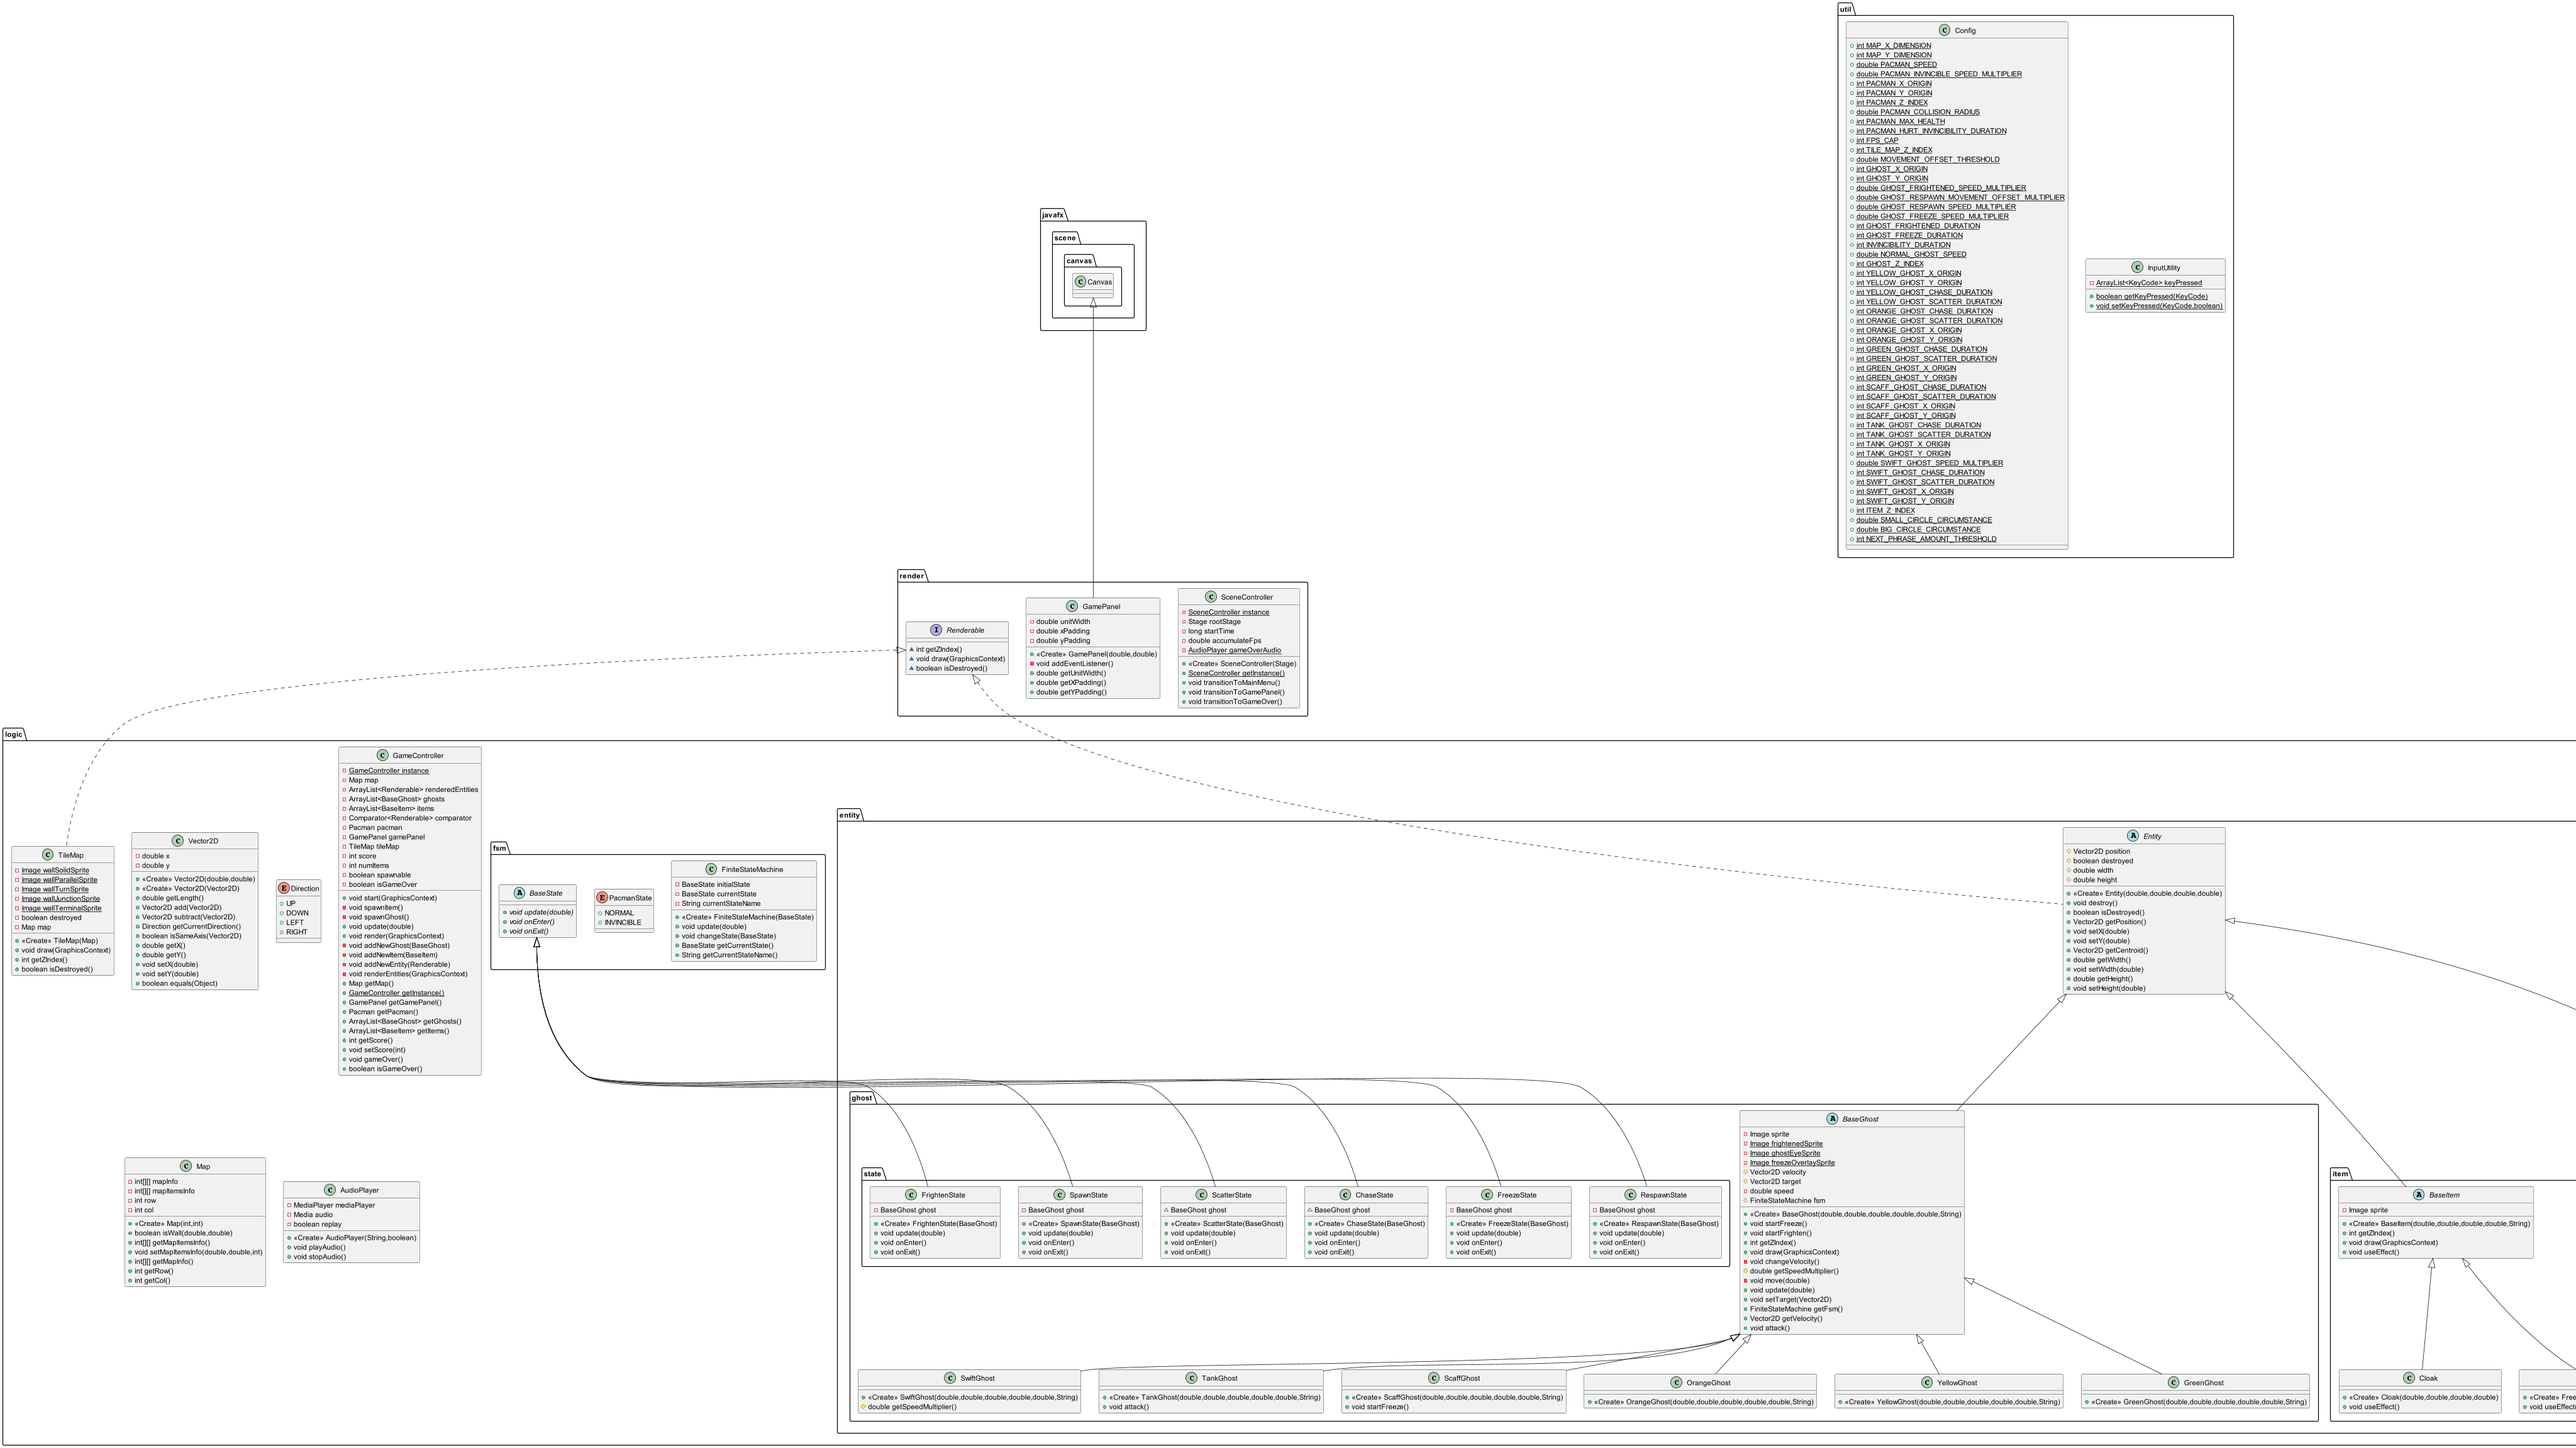 util
Config
int MAP_X_DIMENSION
int MAP_Y_DIMENSION
double PACMAN_SPEED
double PACMAN_INVINCIBLE_SPEED_MULTIPLIER
int PACMAN_X_ORIGIN
int PACMAN_Y_ORIGIN
int PACMAN_Z_INDEX
double PACMAN_COLLISION_RADIUS
int PACMAN_MAX_HEALTH
int PACMAN_HURT_INVINCIBILITY_DURATION
int FPS_CAP
int TILE_MAP_Z_INDEX
double MOVEMENT_OFFSET_THRESHOLD
int GHOST_X_ORIGIN
int GHOST_Y_ORIGIN
double GHOST_FRIGHTENED_SPEED_MULTIPLIER
double GHOST_RESPAWN_MOVEMENT_OFFSET_MULTIPLIER
double GHOST_RESPAWN_SPEED_MULTIPLIER
double GHOST_FREEZE_SPEED_MULTIPLIER
int GHOST_FRIGHTENED_DURATION
int GHOST_FREEZE_DURATION
int INVINCIBILITY_DURATION
double NORMAL_GHOST_SPEED
int GHOST_Z_INDEX
int YELLOW_GHOST_X_ORIGIN
int YELLOW_GHOST_Y_ORIGIN
int YELLOW_GHOST_CHASE_DURATION
int YELLOW_GHOST_SCATTER_DURATION
int ORANGE_GHOST_CHASE_DURATION
int ORANGE_GHOST_SCATTER_DURATION
int ORANGE_GHOST_X_ORIGIN
int ORANGE_GHOST_Y_ORIGIN
int GREEN_GHOST_CHASE_DURATION
int GREEN_GHOST_SCATTER_DURATION
int GREEN_GHOST_X_ORIGIN
int GREEN_GHOST_Y_ORIGIN
int SCAFF_GHOST_CHASE_DURATION
int SCAFF_GHOST_SCATTER_DURATION
int SCAFF_GHOST_X_ORIGIN
int SCAFF_GHOST_Y_ORIGIN
int TANK_GHOST_CHASE_DURATION
int TANK_GHOST_SCATTER_DURATION
int TANK_GHOST_X_ORIGIN
int TANK_GHOST_Y_ORIGIN
double SWIFT_GHOST_SPEED_MULTIPLIER
int SWIFT_GHOST_CHASE_DURATION
int SWIFT_GHOST_SCATTER_DURATION
int SWIFT_GHOST_X_ORIGIN
int SWIFT_GHOST_Y_ORIGIN
int ITEM_Z_INDEX
double SMALL_CIRCLE_CIRCUMSTANCE
double BIG_CIRCLE_CIRCUMSTANCE
int NEXT_PHRASE_AMOUNT_THRESHOLD
InputUtility
ArrayList<KeyCode> keyPressed
boolean getKeyPressed(KeyCode)
void setKeyPressed(KeyCode,boolean)
javafx
scene
canvas
Canvas
render
Renderable
int getZIndex()
void draw(GraphicsContext)
boolean isDestroyed()
GamePanel
double unitWidth
double xPadding
double yPadding
«Create» GamePanel(double,double)
void addEventListener()
double getUnitWidth()
double getXPadding()
double getYPadding()
SceneController
SceneController instance
Stage rootStage
long startTime
double accumulateFps
AudioPlayer gameOverAudio
«Create» SceneController(Stage)
SceneController getInstance()
void transitionToMainMenu()
void transitionToGamePanel()
void transitionToGameOver()
logic
TileMap
Image wallSolidSprite
Image wallParallelSprite
Image wallTurnSprite
Image wallJunctionSprite
Image wallTerminalSprite
boolean destroyed
Map map
«Create» TileMap(Map)
void draw(GraphicsContext)
int getZIndex()
boolean isDestroyed()
Vector2D
double x
double y
«Create» Vector2D(double,double)
«Create» Vector2D(Vector2D)
double getLength()
Vector2D add(Vector2D)
Vector2D subtract(Vector2D)
Direction getCurrentDirection()
boolean isSameAxis(Vector2D)
double getX()
double getY()
void setX(double)
void setY(double)
boolean equals(Object)
Direction
UP
DOWN
LEFT
RIGHT
GameController
GameController instance
Map map
ArrayList<Renderable> renderedEntities
ArrayList<BaseGhost> ghosts
ArrayList<BaseItem> items
Comparator<Renderable> comparator
Pacman pacman
GamePanel gamePanel
TileMap tileMap
int score
int numItems
boolean spawnable
boolean isGameOver
void start(GraphicsContext)
void spawnItem()
void spawnGhost()
void update(double)
void render(GraphicsContext)
void addNewGhost(BaseGhost)
void addNewItem(BaseItem)
void addNewEntity(Renderable)
void renderEntities(GraphicsContext)
Map getMap()
GameController getInstance()
GamePanel getGamePanel()
Pacman getPacman()
ArrayList<BaseGhost> getGhosts()
ArrayList<BaseItem> getItems()
int getScore()
void setScore(int)
void gameOver()
boolean isGameOver()
fsm
BaseState
void update(double)
void onEnter()
void onExit()
PacmanState
NORMAL
INVINCIBLE
FiniteStateMachine
BaseState initialState
BaseState currentState
String currentStateName
«Create» FiniteStateMachine(BaseState)
void update(double)
void changeState(BaseState)
BaseState getCurrentState()
String getCurrentStateName()
entity
Entity
Vector2D position
boolean destroyed
double width
double height
«Create» Entity(double,double,double,double)
void destroy()
boolean isDestroyed()
Vector2D getPosition()
void setX(double)
void setY(double)
Vector2D getCentroid()
double getWidth()
void setWidth(double)
double getHeight()
void setHeight(double)
Map
int[][] mapInfo
int[][] mapItemsInfo
int row
int col
«Create» Map(int,int)
boolean isWall(double,double)
int[][] getMapItemsInfo()
void setMapItemsInfo(double,double,int)
int[][] getMapInfo()
int getRow()
int getCol()
AudioPlayer
MediaPlayer mediaPlayer
Media audio
boolean replay
«Create» AudioPlayer(String,boolean)
void playAudio()
void stopAudio()
ghost
state
FrightenState
BaseGhost ghost
«Create» FrightenState(BaseGhost)
void update(double)
void onEnter()
void onExit()
SpawnState
BaseGhost ghost
«Create» SpawnState(BaseGhost)
void update(double)
void onEnter()
void onExit()
ScatterState
BaseGhost ghost
«Create» ScatterState(BaseGhost)
void update(double)
void onEnter()
void onExit()
ChaseState
BaseGhost ghost
«Create» ChaseState(BaseGhost)
void update(double)
void onEnter()
void onExit()
FreezeState
BaseGhost ghost
«Create» FreezeState(BaseGhost)
void update(double)
void onEnter()
void onExit()
RespawnState
BaseGhost ghost
«Create» RespawnState(BaseGhost)
void update(double)
void onEnter()
void onExit()
BaseGhost
Image sprite
Image frightenedSprite
Image ghostEyeSprite
Image freezeOverlaySprite
Vector2D velocity
Vector2D target
double speed
FiniteStateMachine fsm
«Create» BaseGhost(double,double,double,double,double,String)
void startFreeze()
void startFrighten()
int getZIndex()
void draw(GraphicsContext)
void changeVelocity()
double getSpeedMultiplier()
void move(double)
void update(double)
void setTarget(Vector2D)
FiniteStateMachine getFsm()
Vector2D getVelocity()
void attack()
SwiftGhost
«Create» SwiftGhost(double,double,double,double,double,String)
double getSpeedMultiplier()
TankGhost
«Create» TankGhost(double,double,double,double,double,String)
void attack()
ScaffGhost
«Create» ScaffGhost(double,double,double,double,double,String)
void startFreeze()
OrangeGhost
«Create» OrangeGhost(double,double,double,double,double,String)
YellowGhost
«Create» YellowGhost(double,double,double,double,double,String)
GreenGhost
«Create» GreenGhost(double,double,double,double,double,String)
item
BaseItem
Image sprite
«Create» BaseItem(double,double,double,double,String)
int getZIndex()
void draw(GraphicsContext)
void useEffect()
Cloak
«Create» Cloak(double,double,double,double)
void useEffect()
«Create» Free
void useEffect